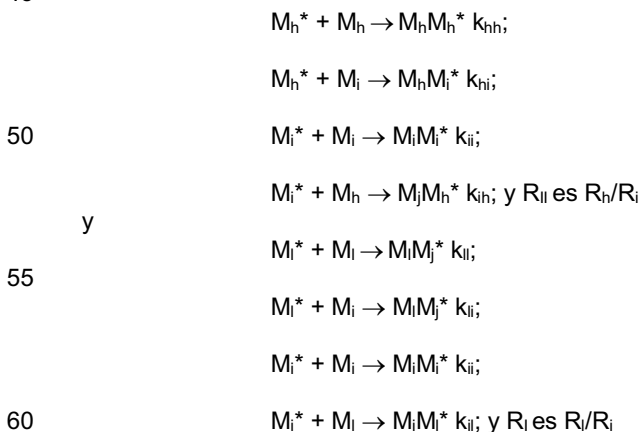 Mₕ* + Mₕ → MₕMₕ* kₕₕ;
Mₕ* + Mᵢ → MₕMᵢ* kₕᵢ;
50 Mᵢ* + Mᵢ → MᵢMᵢ* kᵢᵢ;
Mᵢ* + Mₕ → MⱼMₕ* kᵢₕ; y Rₗₗ es Rₕ/Rᵢ
y
Mₗ* + Mₗ → MₗMⱼ* kₗₗ;
55
Mₗ* + Mᵢ → MₗMⱼ* kₗᵢ;
Mᵢ* + Mᵢ → MᵢMᵢ* kᵢᵢ;
60 Mᵢ* + Mₗ → MᵢMₗ* kᵢₗ; y Rₗ es Rₗ/Rᵢ